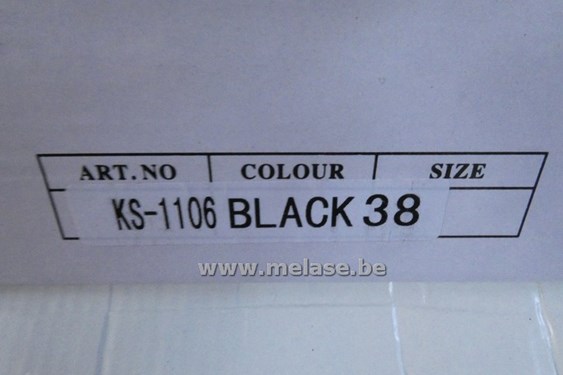 ART.NO COLOUR SIZE
KS-1106 BLACK 38
www.melase.be